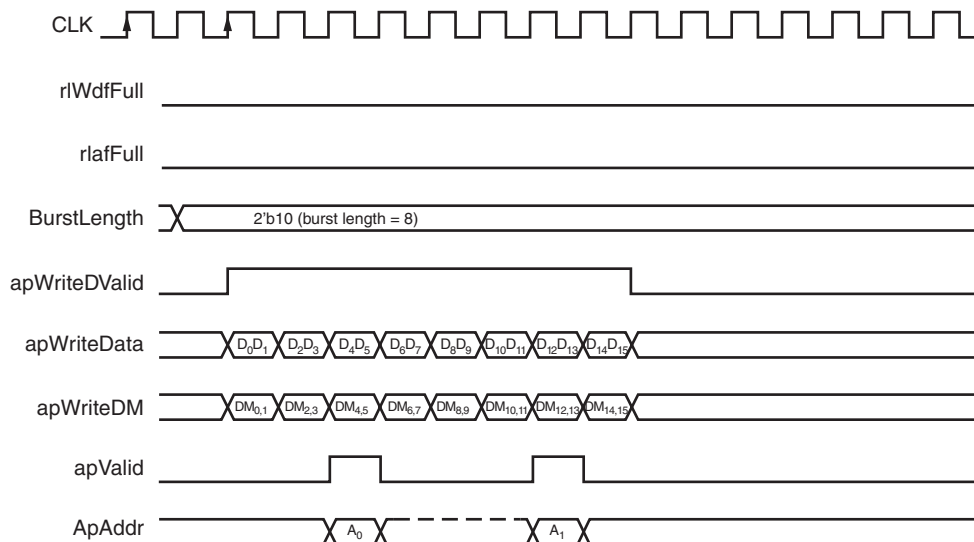 CLK
rlWdfFull
rlafFull
BurstLength 2'b10 (burst length = 8)
apWriteDValid
apWriteData D0D1 D2D3 D4D5 D6D7 D8D9 D10D11 D12D13 D14D15
apWriteDM DM0,1 DM2,3 DM4,5 DM6,7 DM8,9 DM10,11 DM12,13 DM14,15
apValid
ApAddr A0 A1